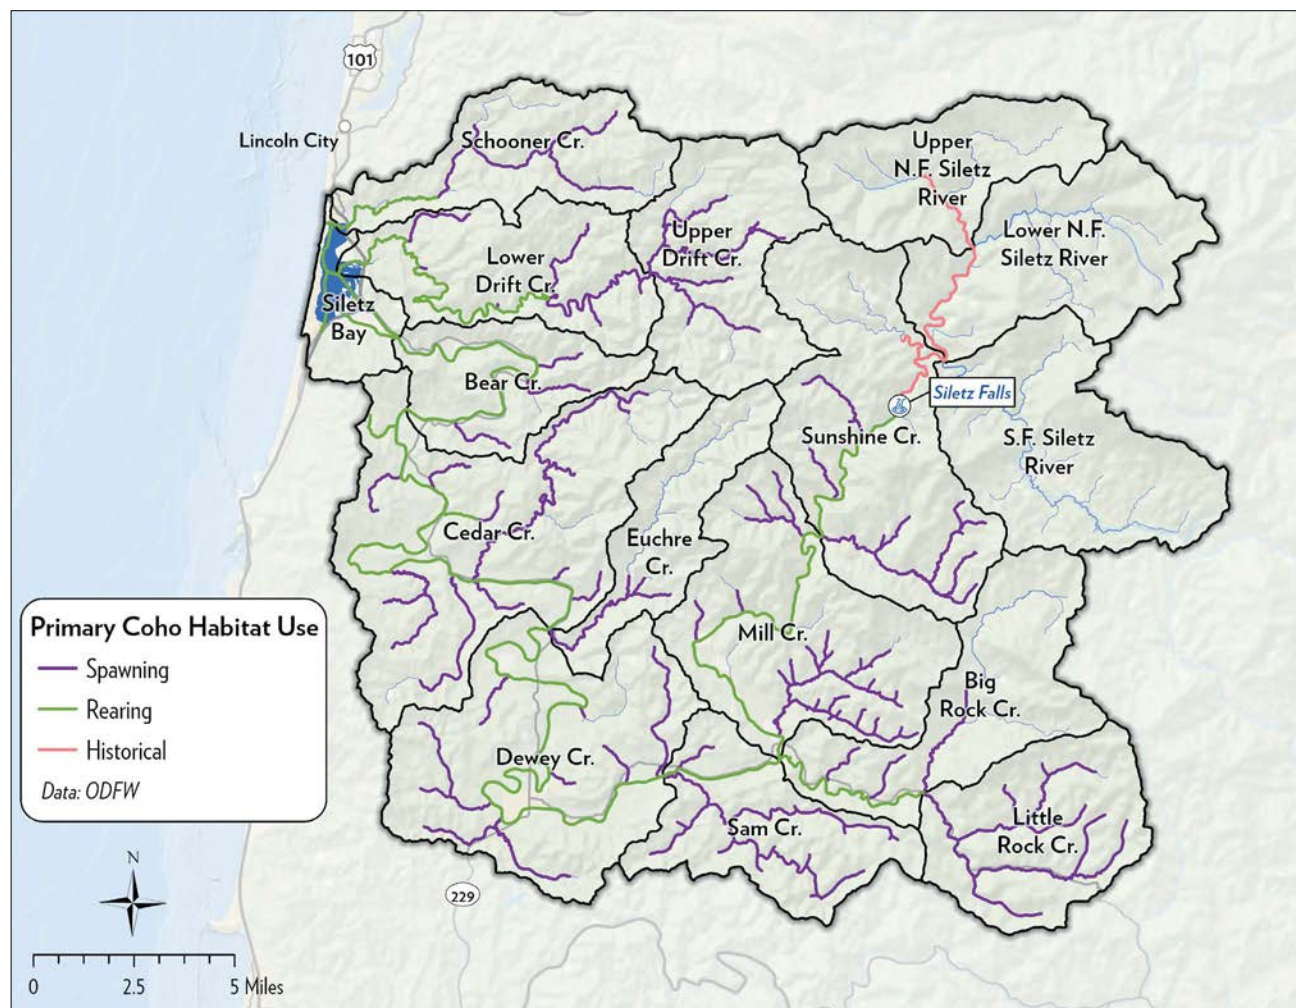 101
Lincoln City
Schooner Cr.
Upper
N.F. Siletz
River
Lower N.F.
Siletz River
Upper
Drift Cr.
Lower
Drift Cr.
Siletz
Bay
Bear Cr.
Siletz Falls
Sunshine Cr.
S.F. Siletz
River
Cedar Cr.
Euchre
Cr.
Mill Cr.
Big
Rock Cr.
Dewey Cr.
Sam Cr.
Little
Rock Cr.
229
Primary Coho Habitat Use
Spawning
Rearing
Historical
Data: ODFW
N
0 2.5 5 Miles